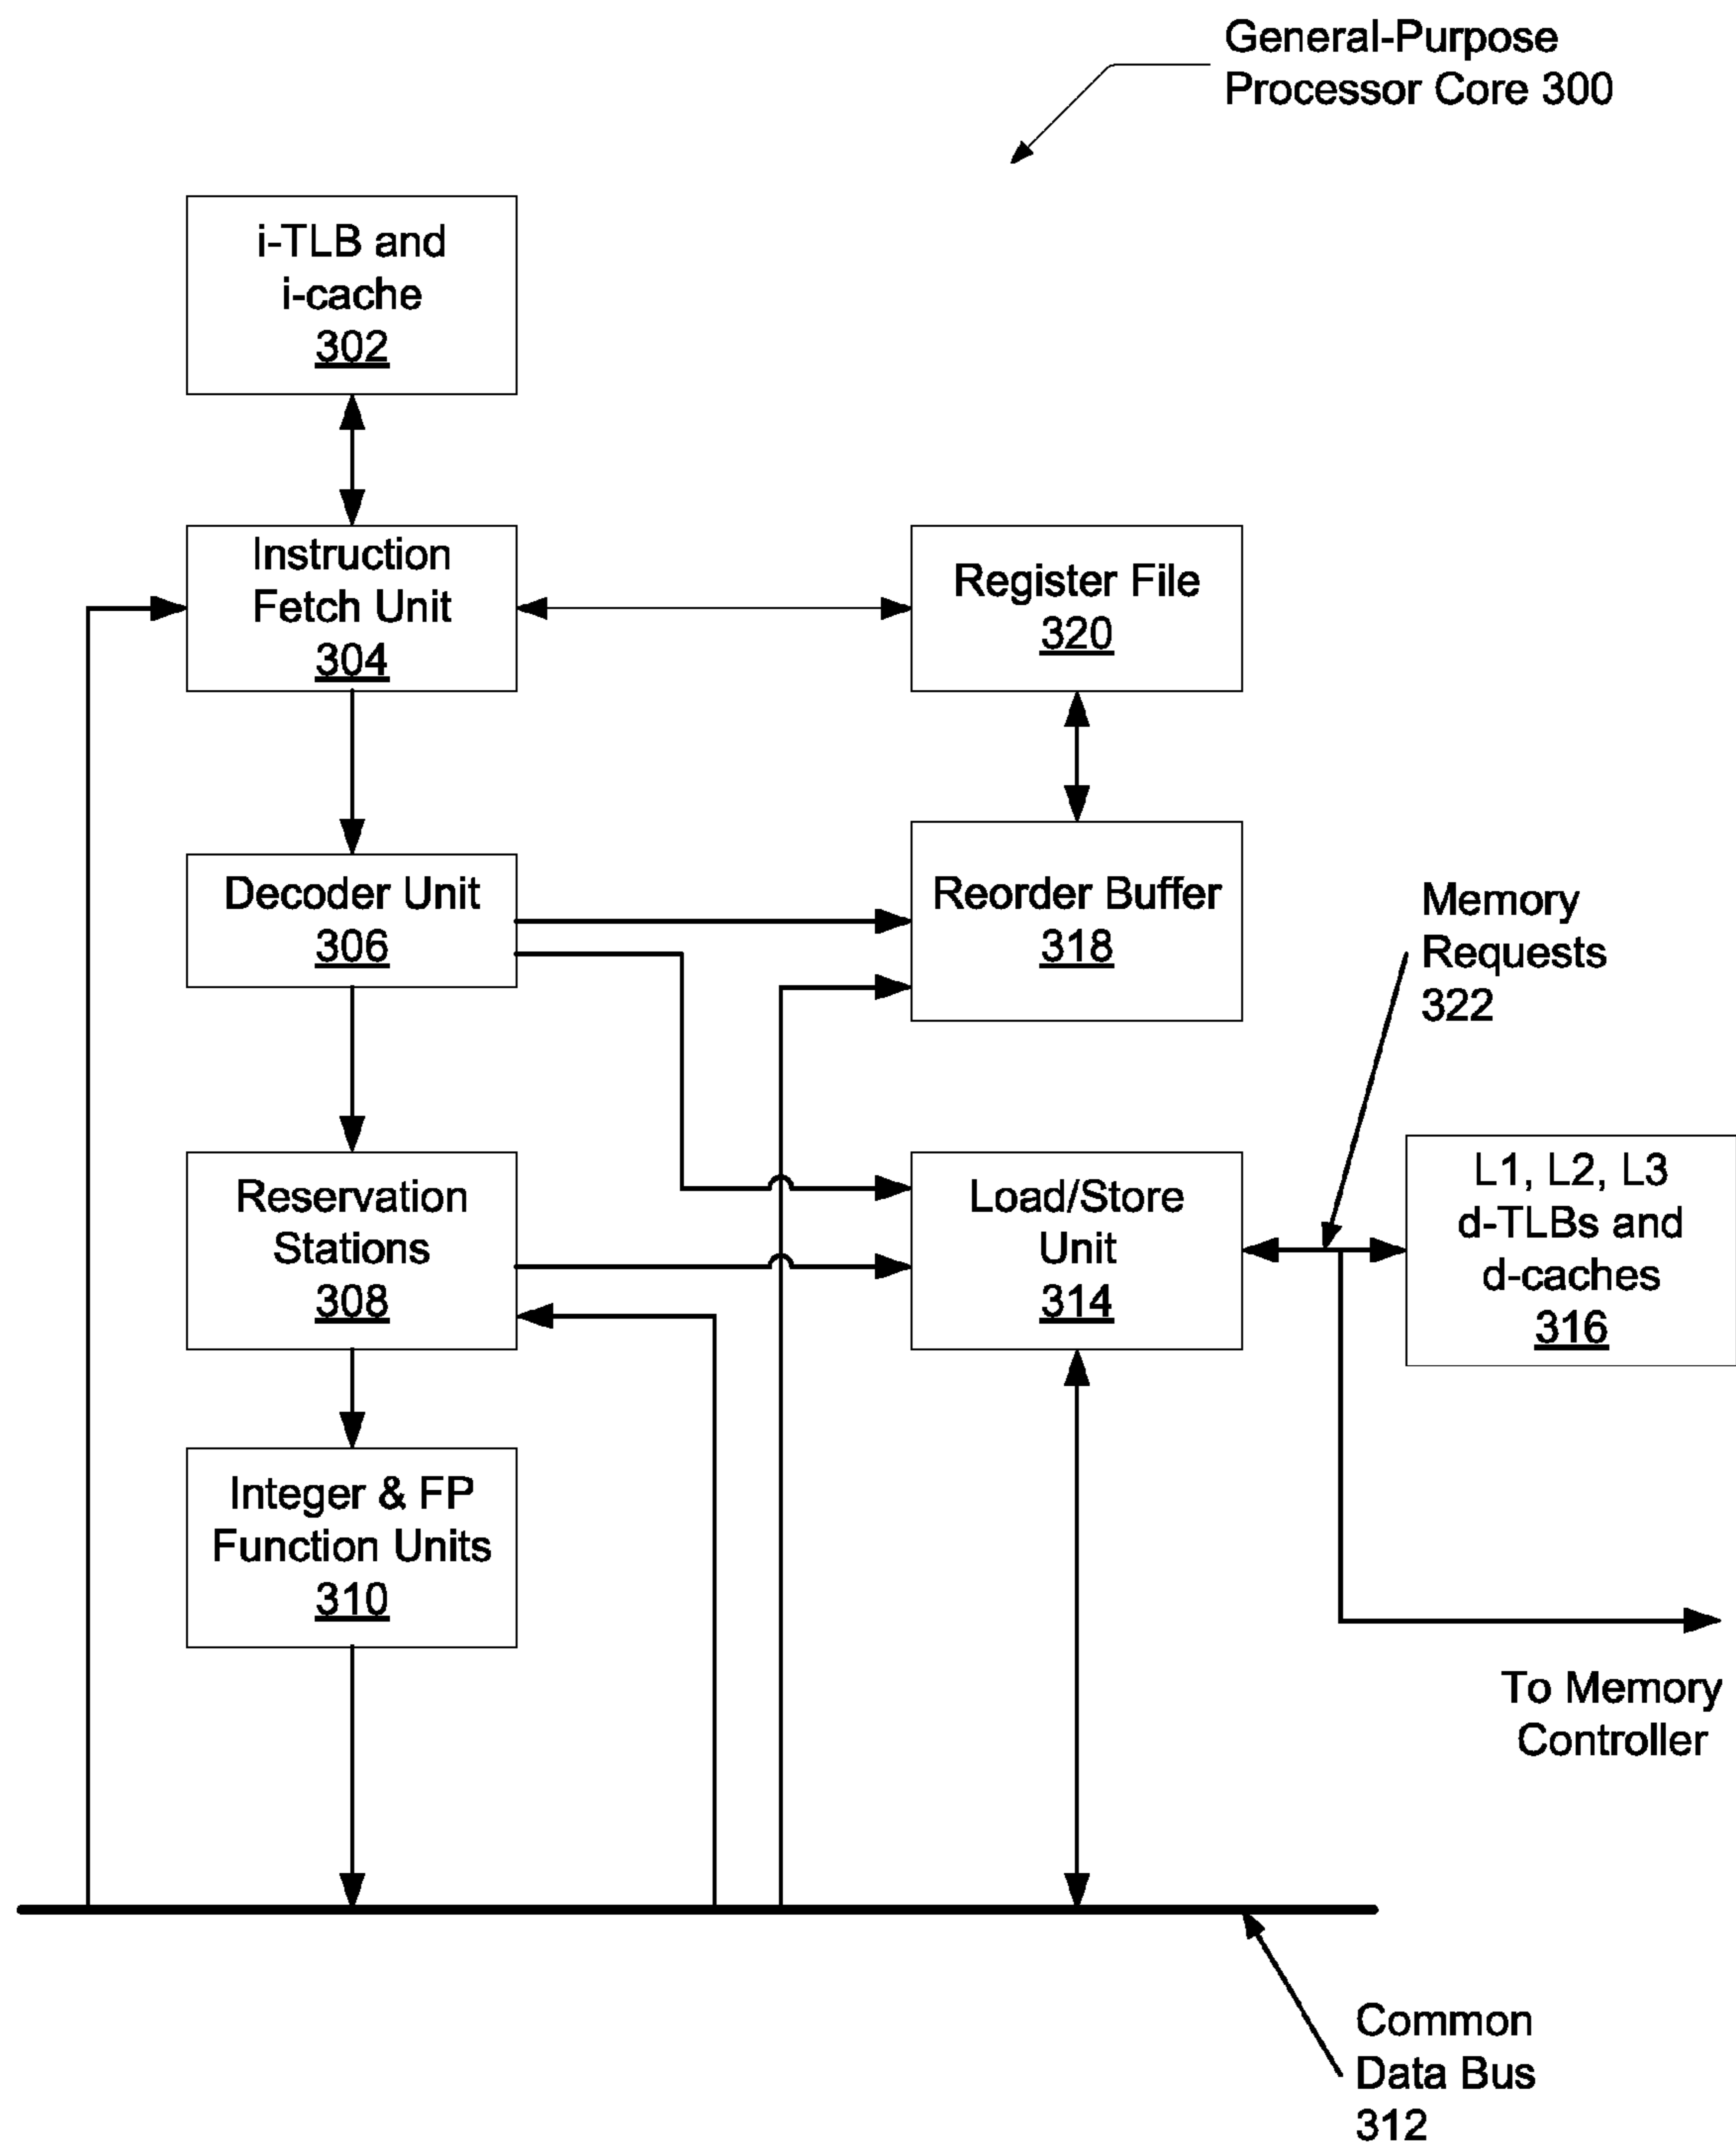 General-Purpose
Processor Core 300
i-TLB and
i-cache
302
Instruction
Fetch Unit
304
Register File
320
Decoder Unit
306
Reorder Buffer
318
Memory
Requests
322
Reservation
Stations
308
Load/Store
Unit
314
L1, L2, L3
d-TLBs and
d-caches
316
Integer & FP
Function Units
310
To Memory
Controller
Common
Data Bus
312